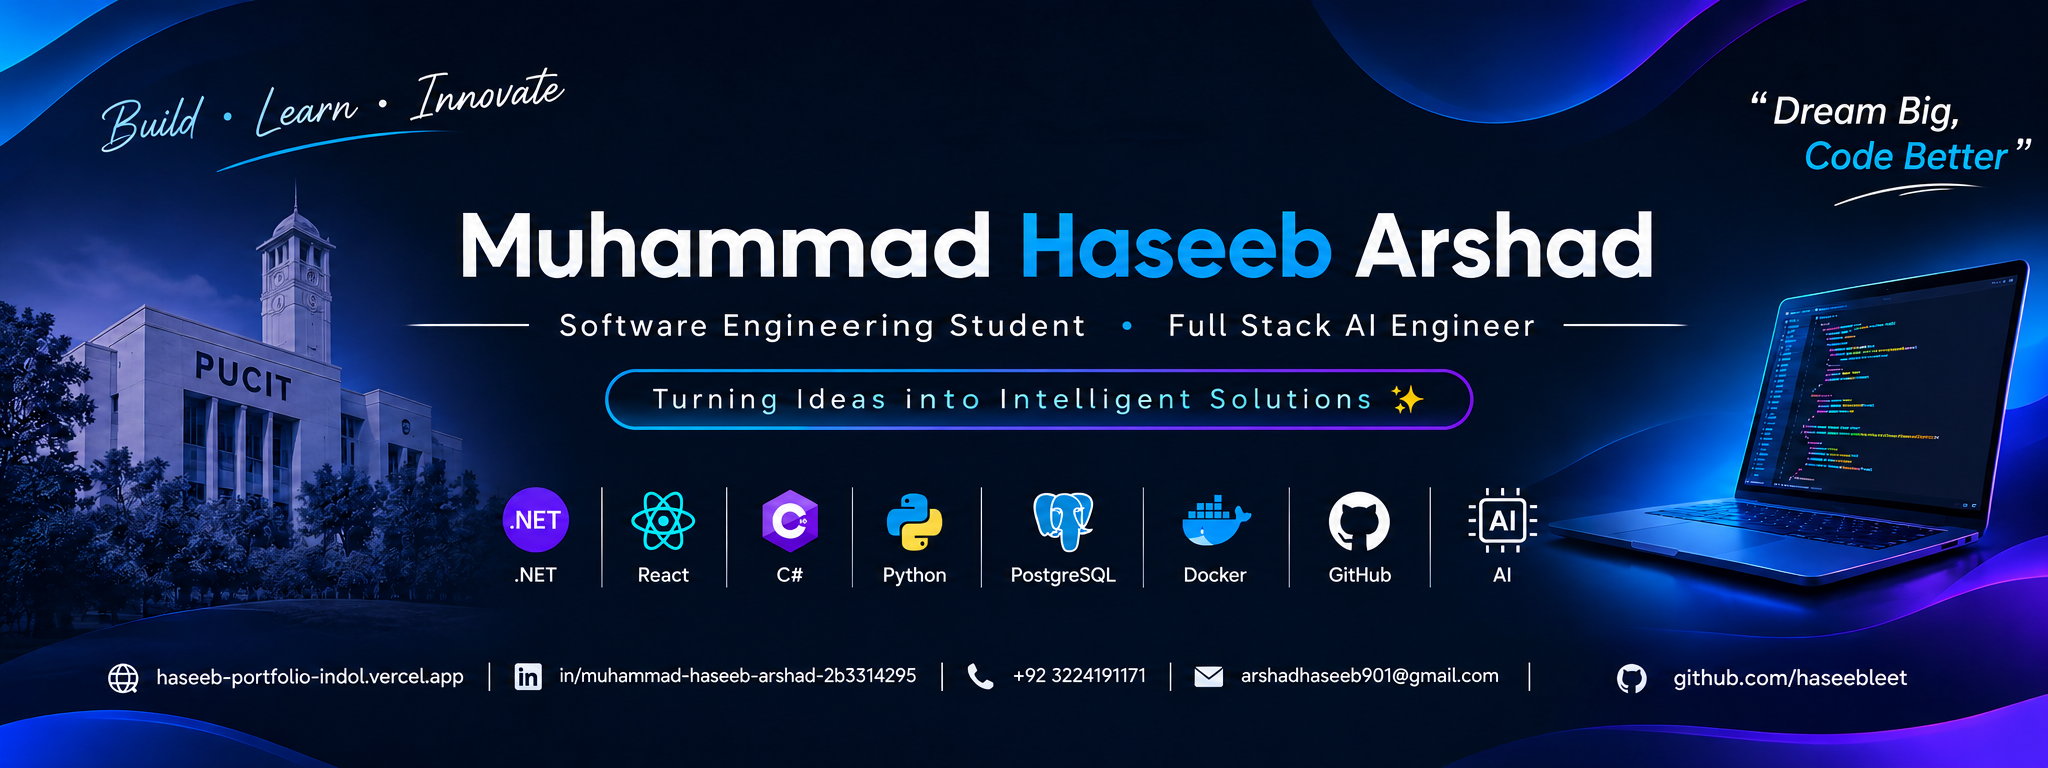 Build • Learn • Innovate
“ Dream Big,
Code Better ”
Muhammad Haseeb Arshad
Software Engineering Student • Full Stack AI Engineer
Turning Ideas into Intelligent Solutions ✨
PUCIT
.NET
AI
.NET
React
C#
Python
PostgreSQL
Docker
GitHub
AI
haseeb-portfolio-indol.vercel.app
in/muhammad-haseeb-arshad-2b3314295
+92 3224191171
arshadhaseeb901@gmail.com
github.com/haseebleet